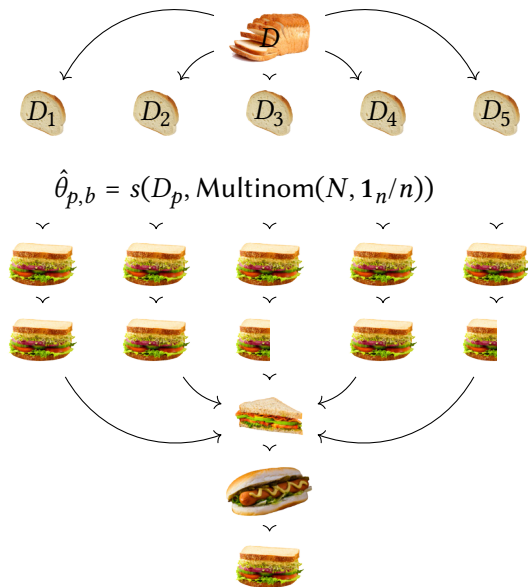 D
D₁ D₂ D₃ D₄ D₅
θ̂ₚ,b = s(Dₚ, Multinom(N, 𝟏ₙ/n))